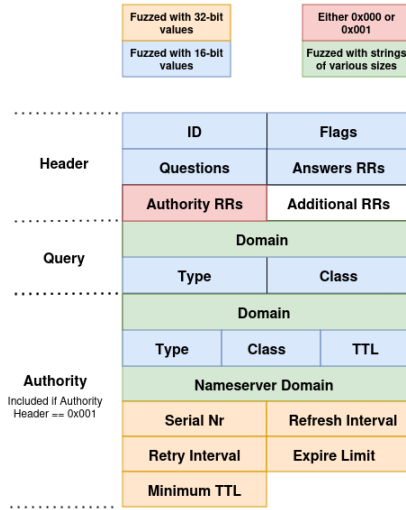 Fuzzed with 32-bit
values
Either 0x000 or
0x001
Fuzzed with 16-bit
values
Fuzzed with strings
of various sizes
Header
ID
Flags
Questions
Answers RRs
Authority RRs
Additional RRs
Query
Domain
Type
Class
Authority
Included if Authority
Header == 0x001
Domain
Type
Class
TTL
Nameserver Domain
Serial Nr
Refresh Interval
Retry Interval
Expire Limit
Minimum TTL